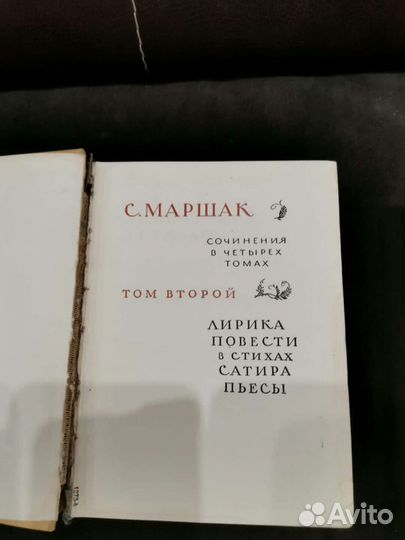 С. МАРШАК
СОЧИНЕНИЯ
В ЧЕТЫРЕХ
ТОМАХ
ТОМ ВТОРОЙ
ЛИРИКА
ПОВЕСТИ
В СТИХАХ
САТИРА
ПЬЕСЫ
Avito